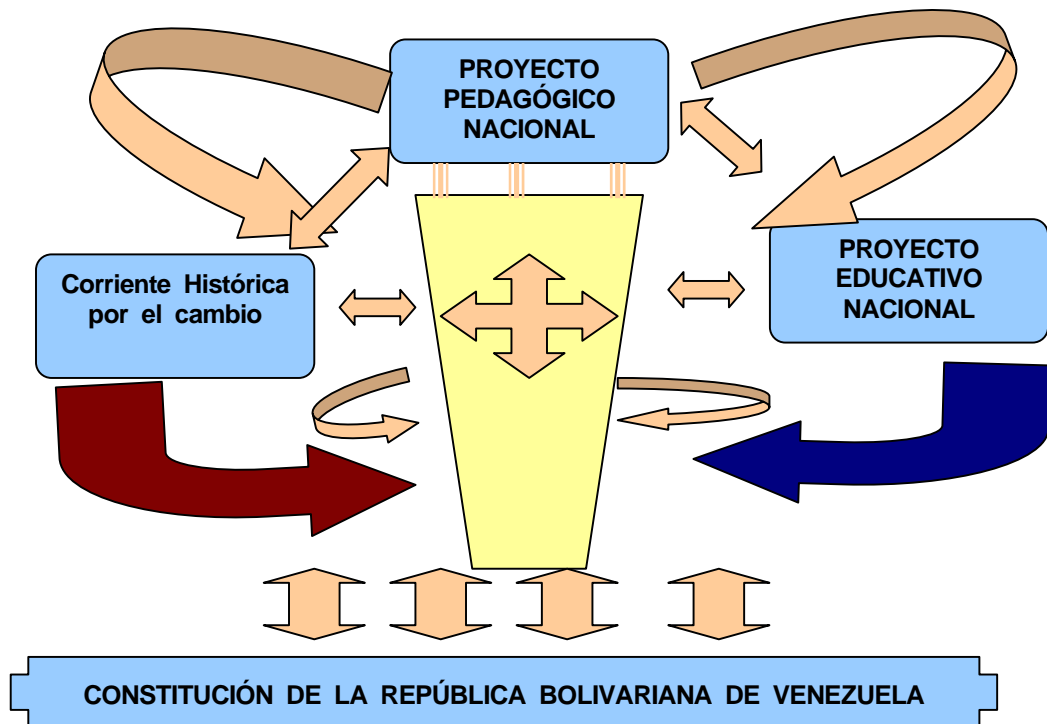 PROYECTO
PEDAGÓGICO
NACIONAL
Corriente Histórica
por el cambio
PROYECTO
EDUCATIVO
NACIONAL
CONSTITUCIÓN DE LA REPÚBLICA BOLIVARIANA DE VENEZUELA